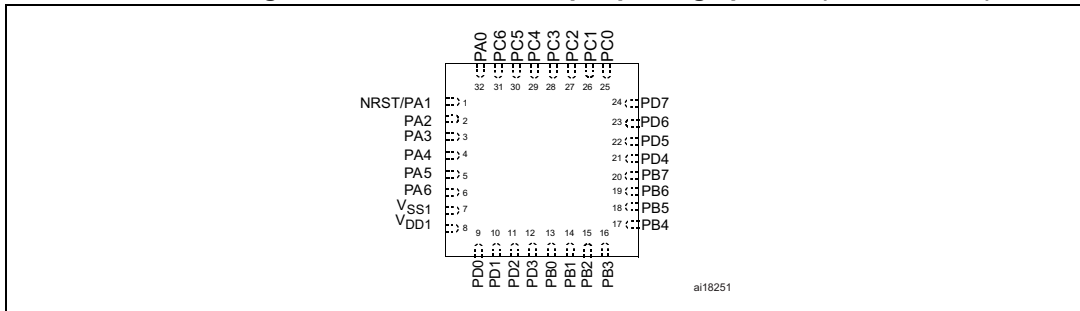 PA0 PC6 PC5 PC4 PC3 PC2 PC1 PC0
32 31 30 29 28 27 26 25
NRST/PA1 1
PA2 2
PA3 3
PA4 4
PA5 5
PA6 6
VSS1 7
VDD1 8
24 PD7
23 PD6
22 PD5
21 PD4
20 PB7
19 PB6
18 PB5
17 PB4
9 10 11 12 13 14 15 16
PD0 PD1 PD2 PD3 PB0 PB1 PB2 PB3
ai18251